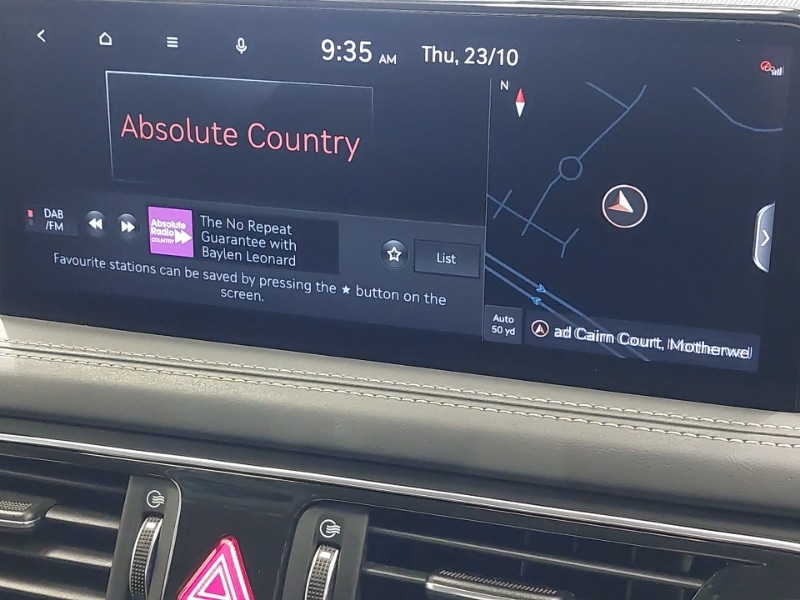 9:35 AM Thu, 23/10
N
Absolute Country
DAB
/FM
Absolute
Radio
COUNTRY
The No Repeat
Guarantee with
Baylen Leonard
List
Favourite stations can be saved by pressing the ★ button on the
screen.
Auto
50 yd
ad Cairn Court, Motherwell